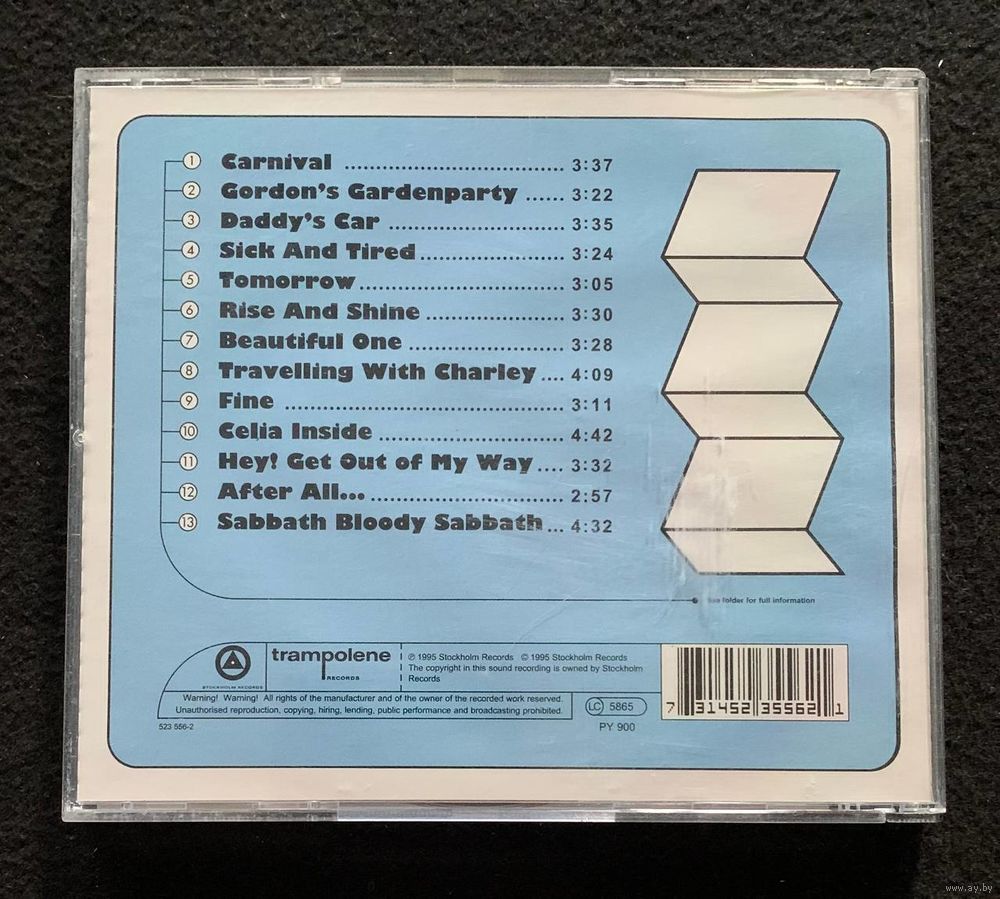 1 Carnival ........ 3:37
2 Gordon's Gardenparty ...... 3:22
3 Daddy's Car ........ 3:35
4 Sick And Tired ........ 3:24
5 Tomorrow ........ 3:05
6 Rise And Shine ........ 3:30
7 Beautiful One ........ 3:28
8 Travelling With Charley .... 4:09
9 Fine ........ 3:11
10 Celia Inside ........ 4:42
11 Hey! Get Out of My Way .... 3:32
12 After All... ........ 2:57
13 Sabbath Bloody Sabbath ... 4:32
folder for full information
STOCKHOLM RECORDS
trampolene
RECORDS
℗ 1995 Stockholm Records © 1995 Stockholm Records
The copyright in this sound recording is owned by Stockholm
Records
Warning! Warning! All rights of the manufacturer and of the owner of the recorded work reserved.
Unauthorised reproduction, copying, hiring, lending, public performance and broadcasting prohibited.
523 556-2
LC 5865
PY 900
7 31452 35562 1
www.ay.by